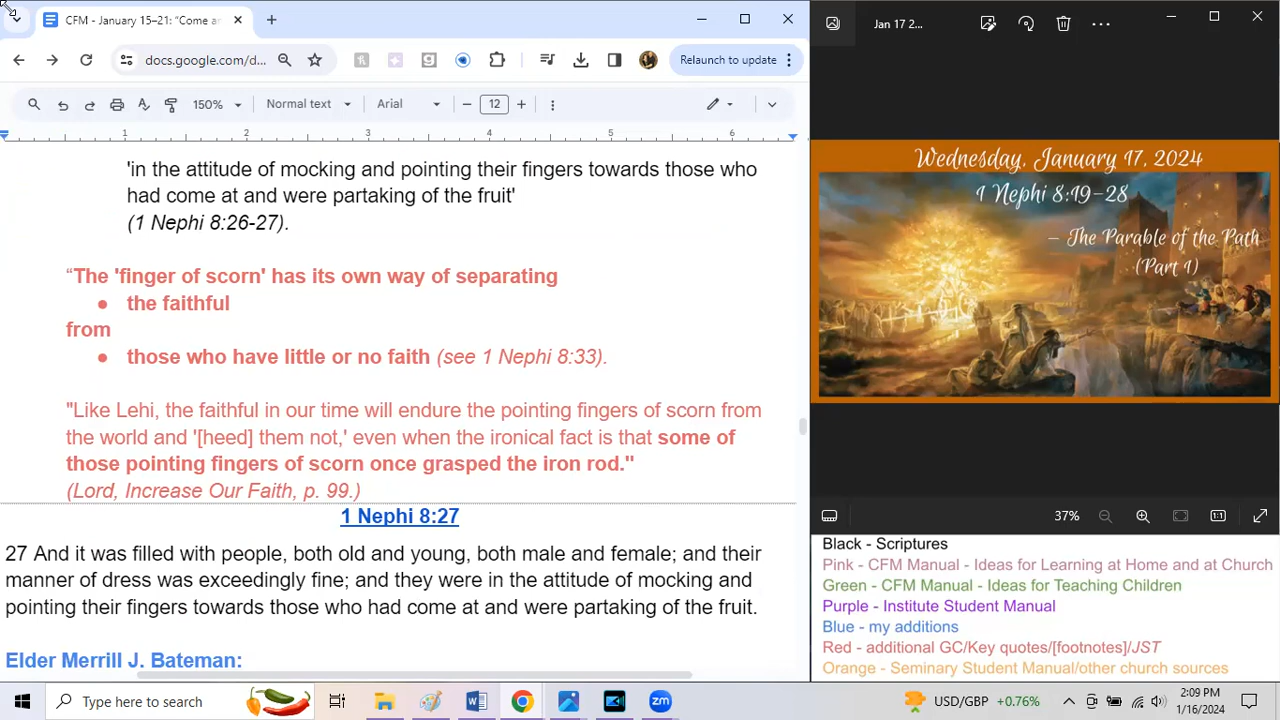 CFM - January 15–21: “Come ar
docs.google.com/d...
Relaunch to update
150%
Normal text
Arial
12
1 2 3 4 5 6
'in the attitude of mocking and pointing their fingers towards those who
had come at and were partaking of the fruit'
(1 Nephi 8:26-27).
“The 'finger of scorn' has its own way of separating
● the faithful
from
● those who have little or no faith (see 1 Nephi 8:33).
"Like Lehi, the faithful in our time will endure the pointing fingers of scorn from
the world and '[heed] them not,' even when the ironical fact is that some of
those pointing fingers of scorn once grasped the iron rod."
(Lord, Increase Our Faith, p. 99.)
1 Nephi 8:27
27 And it was filled with people, both old and young, both male and female; and their
manner of dress was exceedingly fine; and they were in the attitude of mocking and
pointing their fingers towards those who had come at and were partaking of the fruit.
Elder Merrill J. Bateman:
Jan 17 2...
Wednesday, January 17, 2024
1 Nephi 8:19-28
– The Parable of the Path
(Part 1)
37%
1:1
Black - Scriptures
Pink - CFM Manual - Ideas for Learning at Home and at Church
Green - CFM Manual - Ideas for Teaching Children
Purple - Institute Student Manual
Blue - my additions
Red - additional GC/Key quotes/[footnotes]/JST
Orange - Seminary Student Manual/other church sources
Type here to search
USD/GBP +0.76%
2:09 PM
1/16/2024